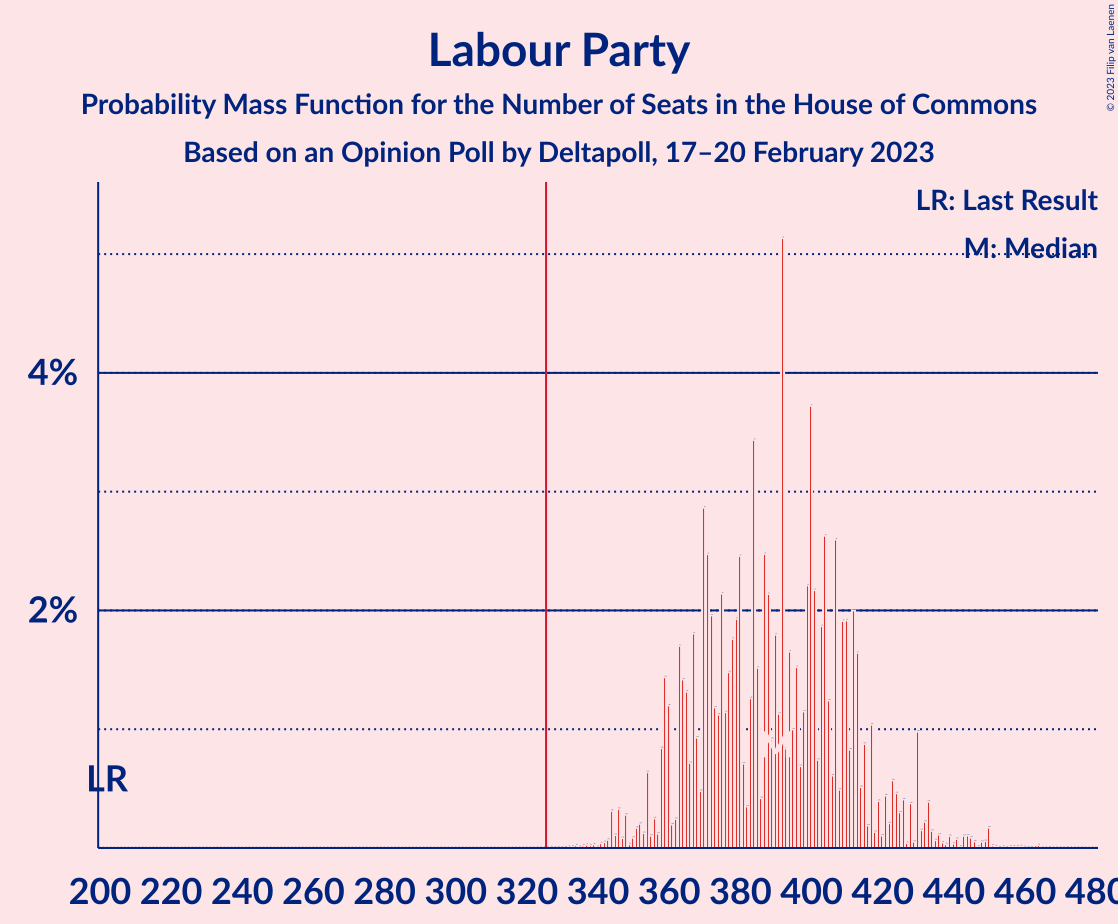 Labour Party
Probability Mass Function for the Number of Seats in the House of Commons
Based on an Opinion Poll by Deltapoll, 17–20 February 2023
© 2023 Filip van Laenen
LR: Last Result
M: Median
4%
2%
LR
M
200 220 240 260 280 300 320 340 360 380 400 420 440 460 480